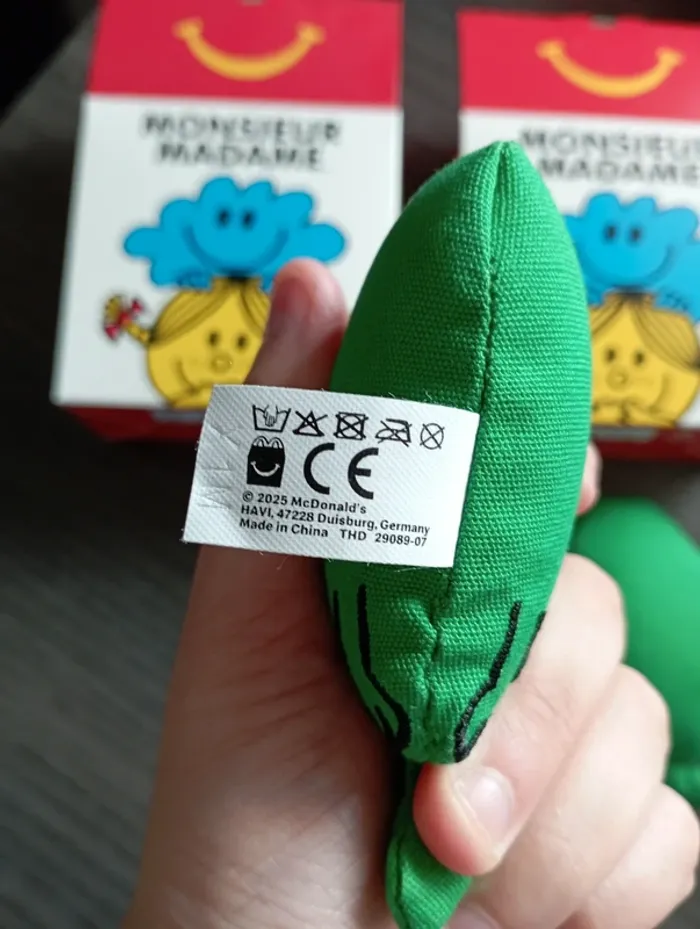 MONSIEUR
MADAME
MONSIEUR
MADAME
CE
© 2025 McDonald's
HAVI, 47228 Duisburg, Germany
Made in China THD 29089-07